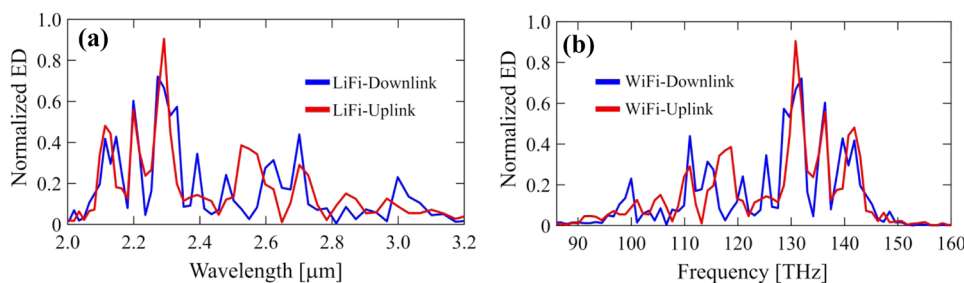 (a)
Normalized ED
1.0
0.8
0.6
0.4
0.2
0
LiFi-Downlink
LiFi-Uplink
2.0 2.2 2.4 2.6 2.8 3.0 3.2
Wavelength [μm]
(b)
Normalized ED
1.0
0.8
0.6
0.4
0.2
0
WiFi-Downlink
WiFi-Uplink
90 100 110 120 130 140 150 160
Frequency [THz]